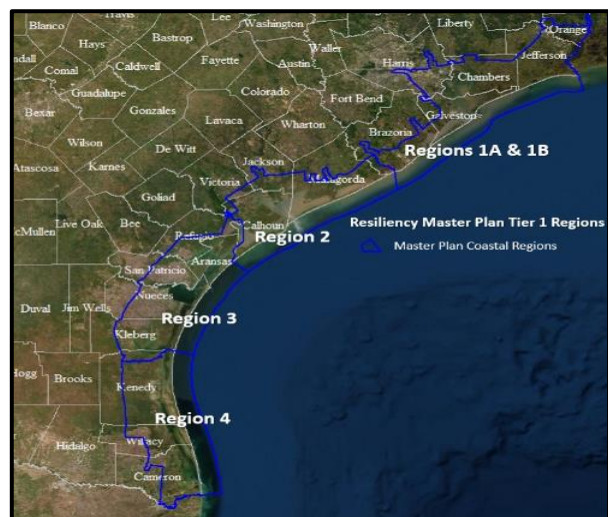 Blanco
Travis
Lee
Washington
Liberty
Orange
Hays
Bastrop
Waller
Harris
Jefferson
Comal
Caldwell
Fayette
Austin
Chambers
Guadalupe
Colorado
Fort Bend
Galveston
Bexar
Gonzales
Lavaca
Wharton
Brazoria
Wilson
De Witt
Regions 1A & 1B
Atascosa
Karnes
Jackson
Victoria
Goliad
McMullen
Live Oak
Bee
Refugio
Region 2
Resiliency Master Plan Tier 1 Regions
Master Plan Coastal Regions
Aransas
San Patricio
Nueces
Duval
Jim Wells
Region 3
Kleberg
Brooks
Kenedy
Region 4
Hidalgo
Willacy
Cameron